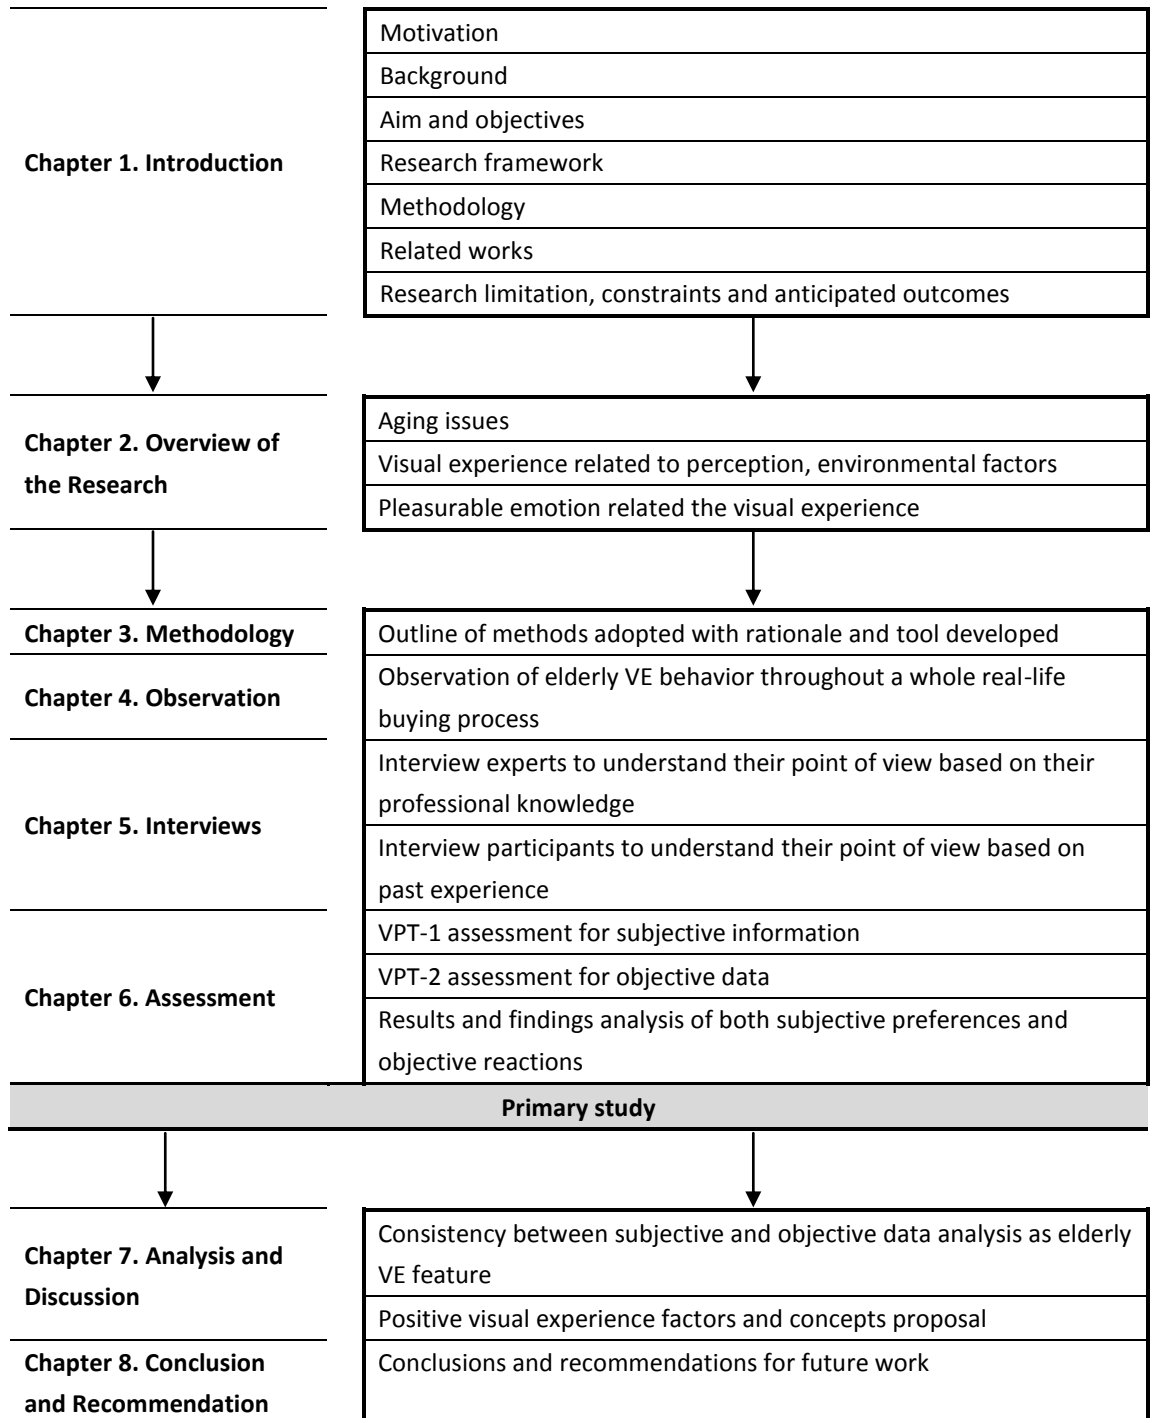 Chapter 1. Introduction
Motivation
Background
Aim and objectives
Research framework
Methodology
Related works
Research limitation, constraints and anticipated outcomes
Chapter 2. Overview of
the Research
Aging issues
Visual experience related to perception, environmental factors
Pleasurable emotion related the visual experience
Chapter 3. Methodology
Outline of methods adopted with rationale and tool developed
Chapter 4. Observation
Observation of elderly VE behavior throughout a whole real-life
buying process
Chapter 5. Interviews
Interview experts to understand their point of view based on their
professional knowledge
Interview participants to understand their point of view based on
past experience
Chapter 6. Assessment
VPT-1 assessment for subjective information
VPT-2 assessment for objective data
Results and findings analysis of both subjective preferences and
objective reactions
Primary study
Chapter 7. Analysis and
Discussion
Consistency between subjective and objective data analysis as elderly
VE feature
Positive visual experience factors and concepts proposal
Chapter 8. Conclusion
and Recommendation
Conclusions and recommendations for future work